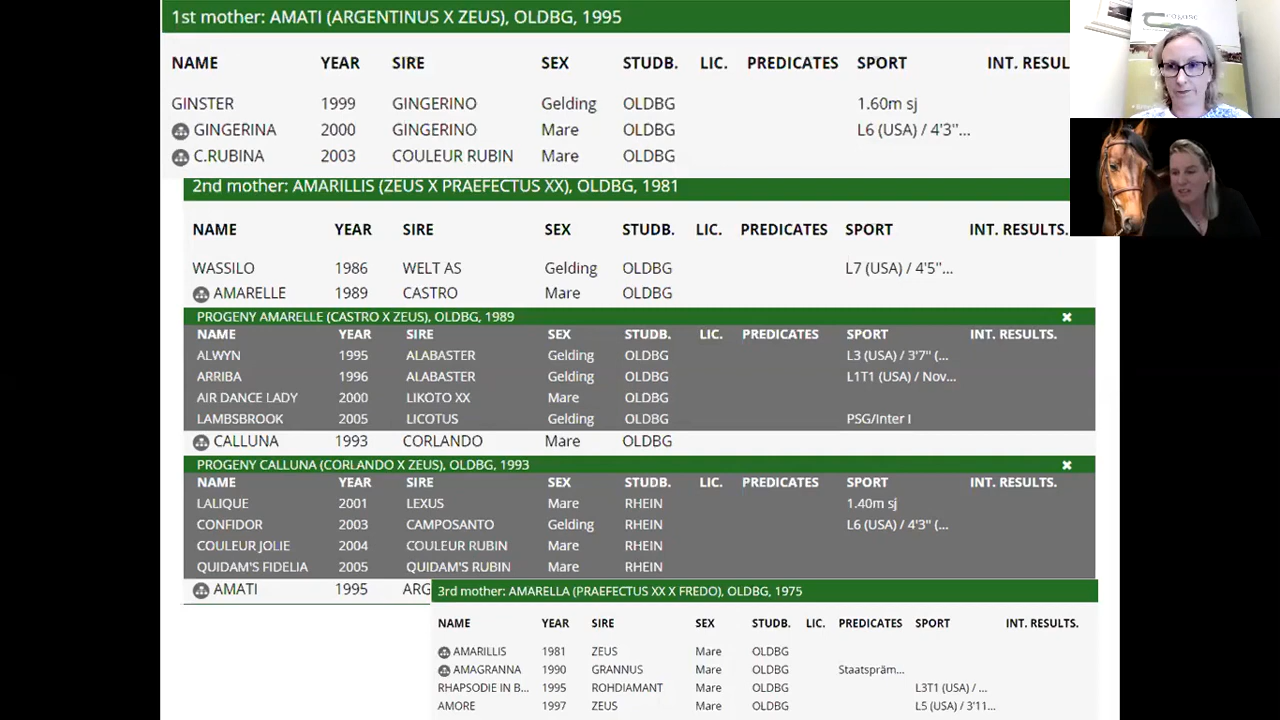 1st mother: AMATI (ARGENTINUS X ZEUS), OLDBG, 1995
NAME YEAR SIRE SEX STUDB. LIC. PREDICATES SPORT INT. RESUL
GINSTER 1999 GINGERINO Gelding OLDBG 1.60m sj
GINGERINA 2000 GINGERINO Mare OLDBG L6 (USA) / 4'3"...
C.RUBINA 2003 COULEUR RUBIN Mare OLDBG
2nd mother: AMARILLIS (ZEUS X PRAEFECTUS XX), OLDBG, 1981
NAME YEAR SIRE SEX STUDB. LIC. PREDICATES SPORT INT. RESULTS.
WASSILO 1986 WELT AS Gelding OLDBG L7 (USA) / 4'5"...
AMARELLE 1989 CASTRO Mare OLDBG
PROGENY AMARELLE (CASTRO X ZEUS), OLDBG, 1989
NAME YEAR SIRE SEX STUDB. LIC. PREDICATES SPORT INT. RESULTS.
ALWYN 1995 ALABASTER Gelding OLDBG L3 (USA) / 3'7" (...
ARRIBA 1996 ALABASTER Gelding OLDBG L1T1 (USA) / Nov...
AIR DANCE LADY 2000 LIKOTO XX Mare OLDBG
LAMBSBROOK 2005 LICOTUS Gelding OLDBG PSG/Inter I
CALLUNA 1993 CORLANDO Mare OLDBG
PROGENY CALLUNA (CORLANDO X ZEUS), OLDBG, 1993
NAME YEAR SIRE SEX STUDB. LIC. PREDICATES SPORT INT. RESULTS.
LALIQUE 2001 LEXUS Mare RHEIN 1.40m sj
CONFIDOR 2003 CAMPOSANTO Gelding RHEIN L6 (USA) / 4'3" (...
COULEUR JOLIE 2004 COULEUR RUBIN Mare RHEIN
QUIDAM'S FIDELIA 2005 QUIDAM'S RUBIN Mare RHEIN
AMATI 1995 ARG
3rd mother: AMARELLA (PRAEFECTUS XX X FREDO), OLDBG, 1975
NAME YEAR SIRE SEX STUDB. LIC. PREDICATES SPORT INT. RESULTS.
AMARILLIS 1981 ZEUS Mare OLDBG
AMAGRANNA 1990 GRANNUS Mare OLDBG Staatspräm...
RHAPSODIE IN B... 1995 ROHDIAMANT Mare OLDBG L3T1 (USA) / ...
AMORE 1997 ZEUS Mare OLDBG L5 (USA) / 3'11...